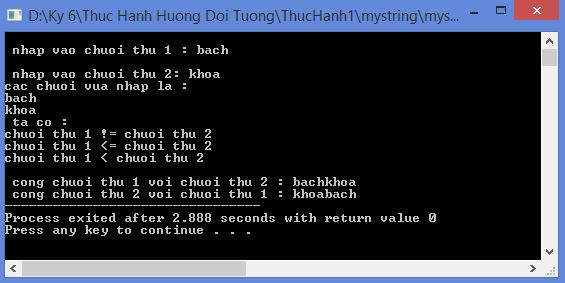 D:\Ky 6\Thuc Hanh Huong Doi Tuong\ThucHanh1\mystring\mys...
nhap vao chuoi thu 1 : bach
nhap vao chuoi thu 2: khoa
cac chuoi vua nhap la :
bach
khoa
ta co :
chuoi thu 1 != chuoi thu 2
chuoi thu 1 <= chuoi thu 2
chuoi thu 1 < chuoi thu 2
cong chuoi thu 1 voi chuoi thu 2 : bachkhoa
cong chuoi thu 2 voi chuoi thu 1 : khoabach
--------------------------------
Process exited after 2.888 seconds with return value 0
Press any key to continue . . .